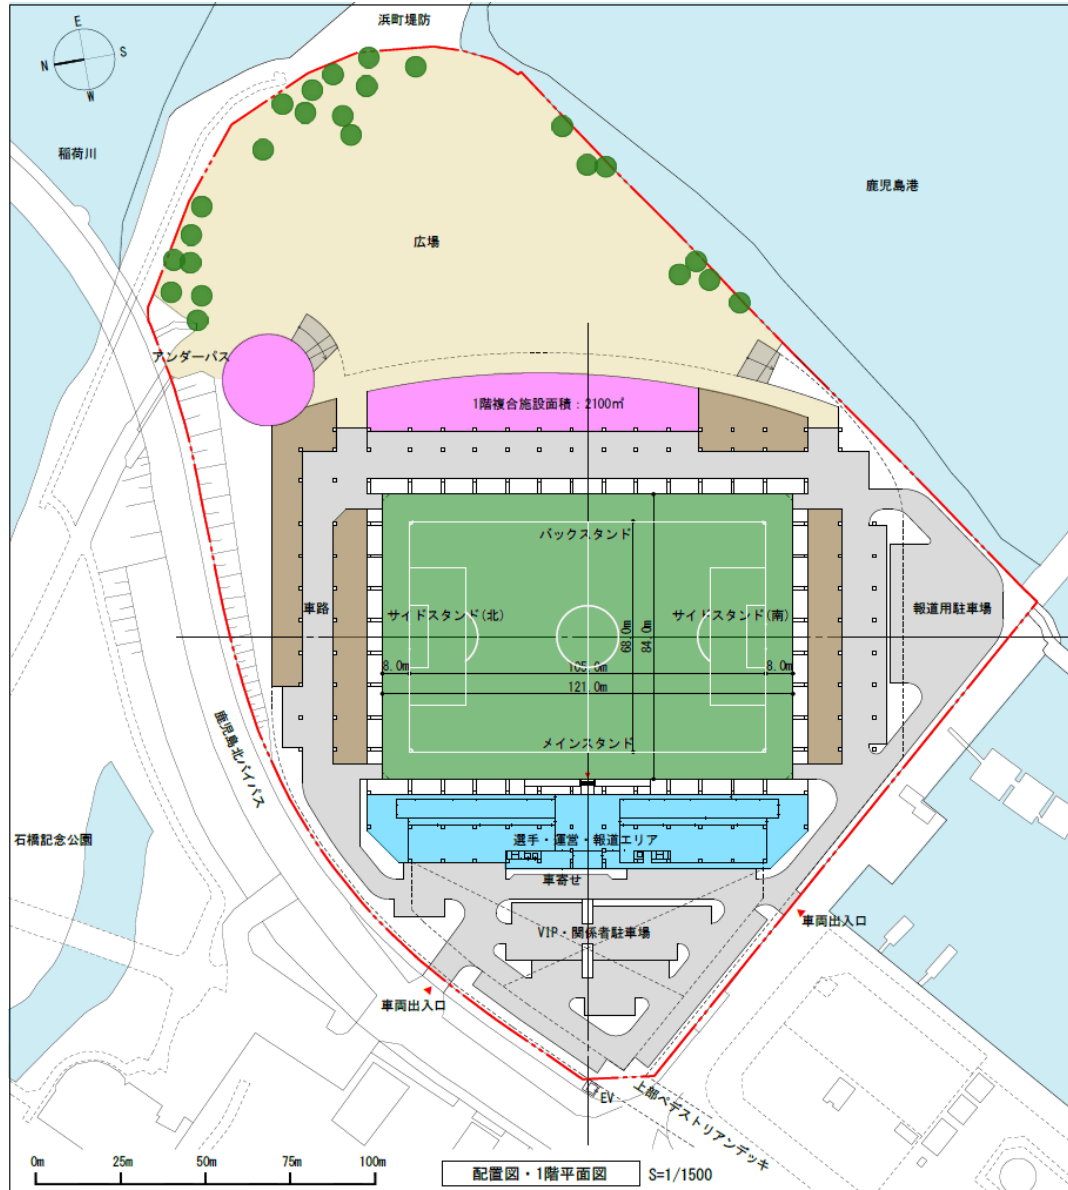 浜町堤防
E
N
S
W
稲荷川
鹿児島港
広場
アンダーパス
1階複合施設面積:2100㎡
バックスタンド
車路
サイドスタンド(北)
サイドスタンド(南)
報道用駐車場
68.0m
84.0m
8.0m
105.0m
8.0m
121.0m
メインスタンド
鹿児島北バイパス
石橋記念公園
選手・運営・報道エリア
車寄せ
VIP・関係者駐車場
車両出入口
車両出入口
EV
上部ペデストリアンデッキ
0m
25m
50m
75m
100m
配置図・1階平面図
S=1/1500